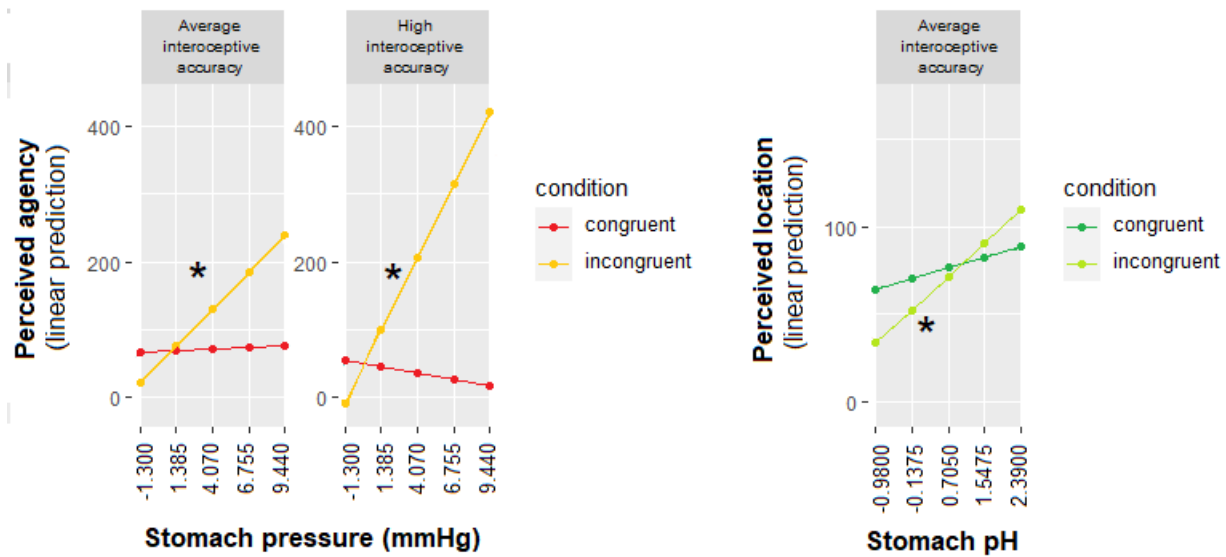 Average
interoceptive
accuracy
High
interoceptive
accuracy
Perceived agency
(linear prediction)
400
200
0
400
200
0
*
*
-1.300
1.385
4.070
6.755
9.440
-1.300
1.385
4.070
6.755
9.440
Stomach pressure (mmHg)
condition
congruent
incongruent
Average
interoceptive
accuracy
Perceived location
(linear prediction)
100
0
*
-0.9800
-0.1375
0.7050
1.5475
2.3900
Stomach pH
condition
congruent
incongruent